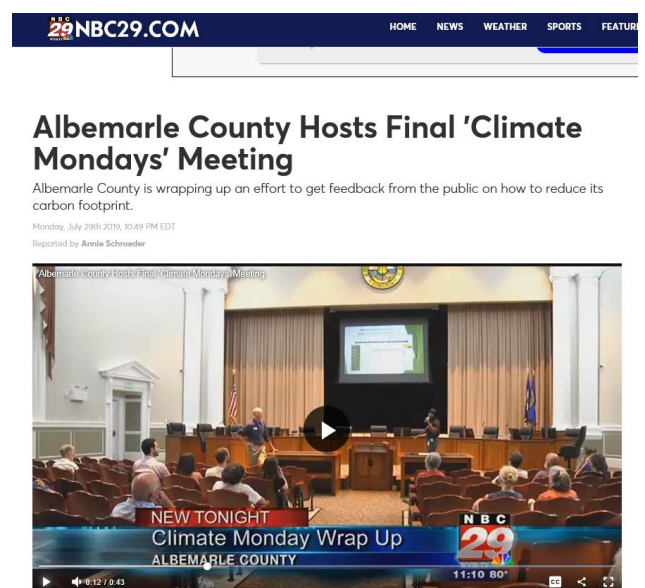 NBC
29 NBC29.COM
HOME NEWS WEATHER SPORTS
Albemarle County Hosts Final 'Climate
Mondays' Meeting
Albemarle County is wrapping up an effort to get feedback from the public on how to reduce its
carbon footprint.
Monday, July 29th 2019, 10:49 PM EDT
Reported by Annie Schroeder
Albemarle County Hosts Final 'Climate Mondays' Meeting
NEW TONIGHT
Climate Monday Wrap Up
ALBEMARLE COUNTY
NBC
29
11:10 80°
0:12 / 0:43
CC